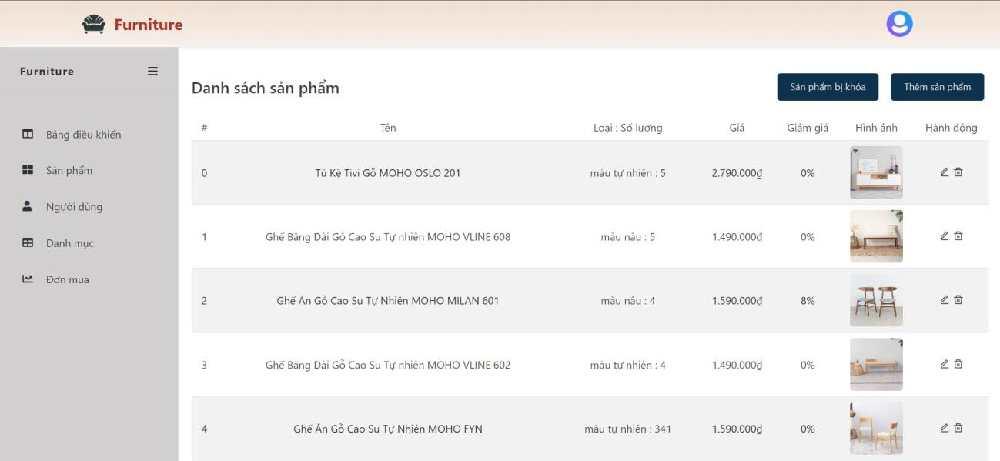 Furniture
Furniture
Danh sách sản phẩm
Sản phẩm bị khóa
Thêm sản phẩm
Bảng điều khiển
Sản phẩm
Người dùng
Danh mục
Đơn mua
# Tên Loại : Số lượng Giá Giảm giá Hình ảnh Hành động
0 Tủ Kệ Tivi Gỗ MOHO OSLO 201 màu tự nhiên : 5 2.790.000₫ 0%
1 Ghế Băng Dài Gỗ Cao Su Tự nhiên MOHO VLINE 608 màu nâu : 5 1.490.000₫ 0%
2 Ghế Ăn Gỗ Cao Su Tự Nhiên MOHO MILAN 601 màu nâu : 4 1.590.000₫ 8%
3 Ghế Băng Dài Gỗ Cao Su Tự nhiên MOHO VLINE 602 màu tự nhiên : 4 1.490.000₫ 0%
4 Ghế Ăn Gỗ Cao Su Tự Nhiên MOHO FYN màu tự nhiên : 341 1.590.000₫ 0%